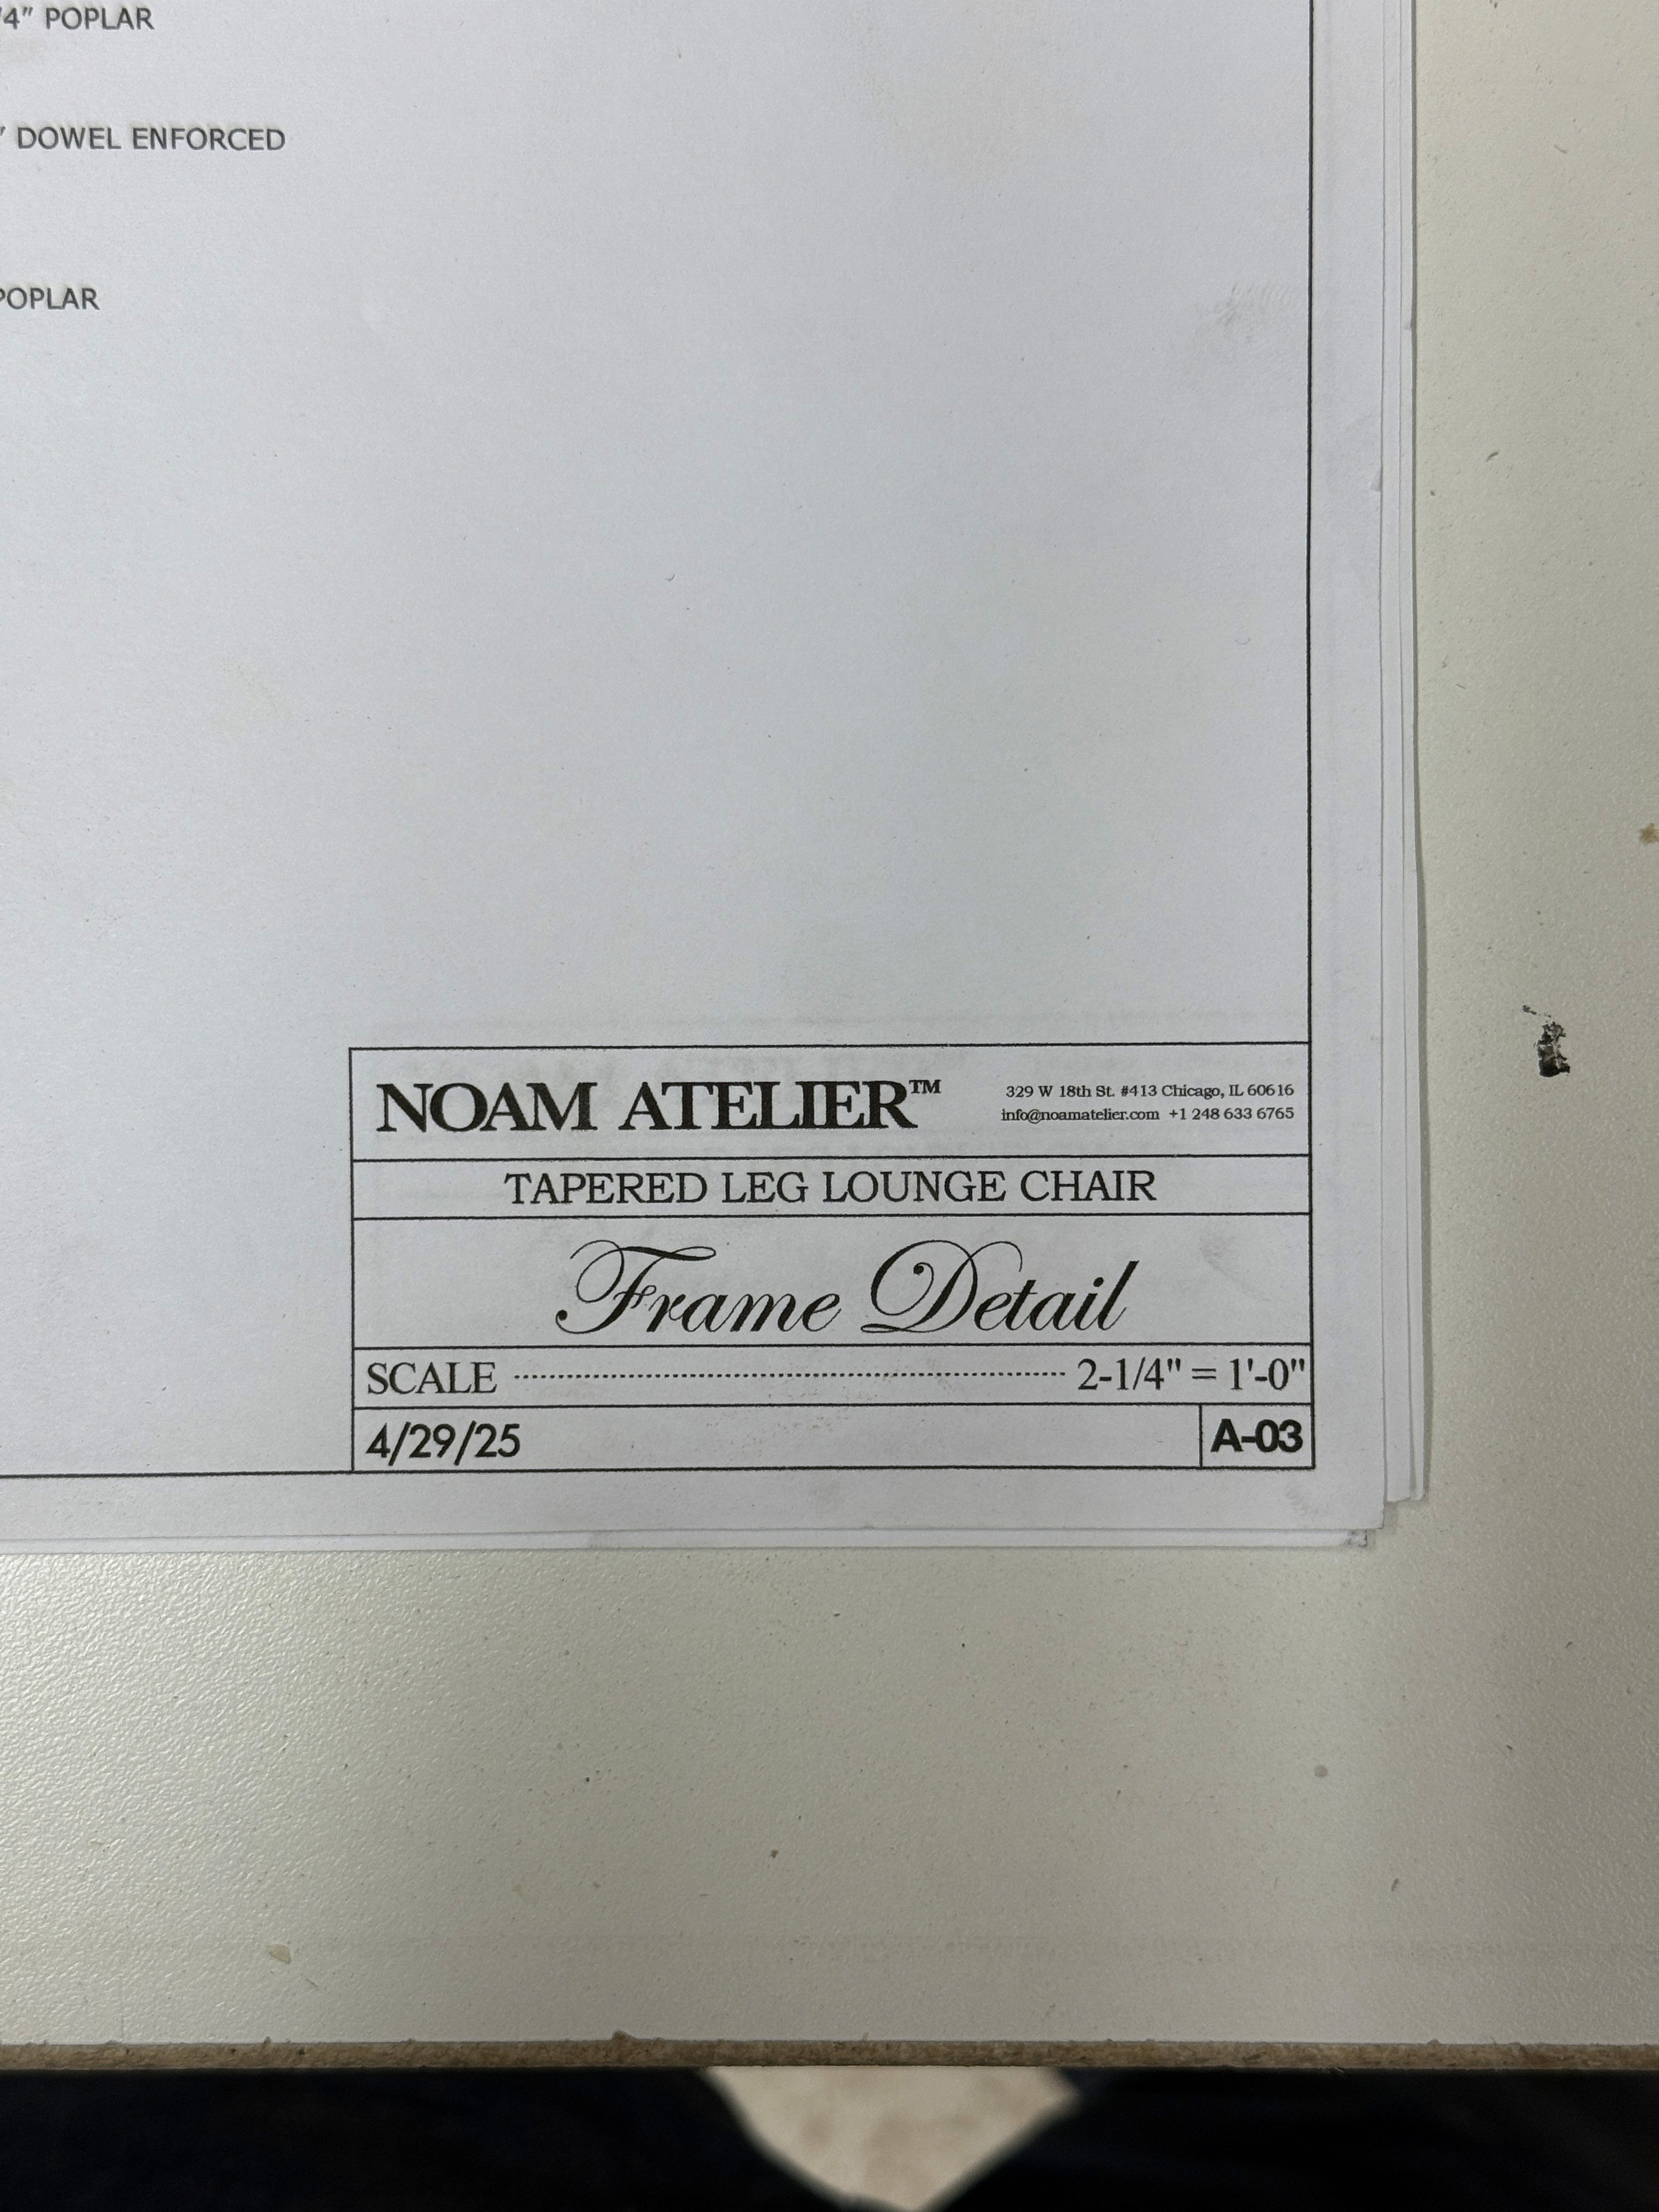 /4" POPLAR
" DOWEL ENFORCED
POPLAR
NOAM ATELIER™
329 W 18th St. #413 Chicago, IL 60616
info@noamatelier.com +1 248 633 6765
TAPERED LEG LOUNGE CHAIR
Frame Detail
SCALE 2-1/4" = 1'-0"
4/29/25 A-03